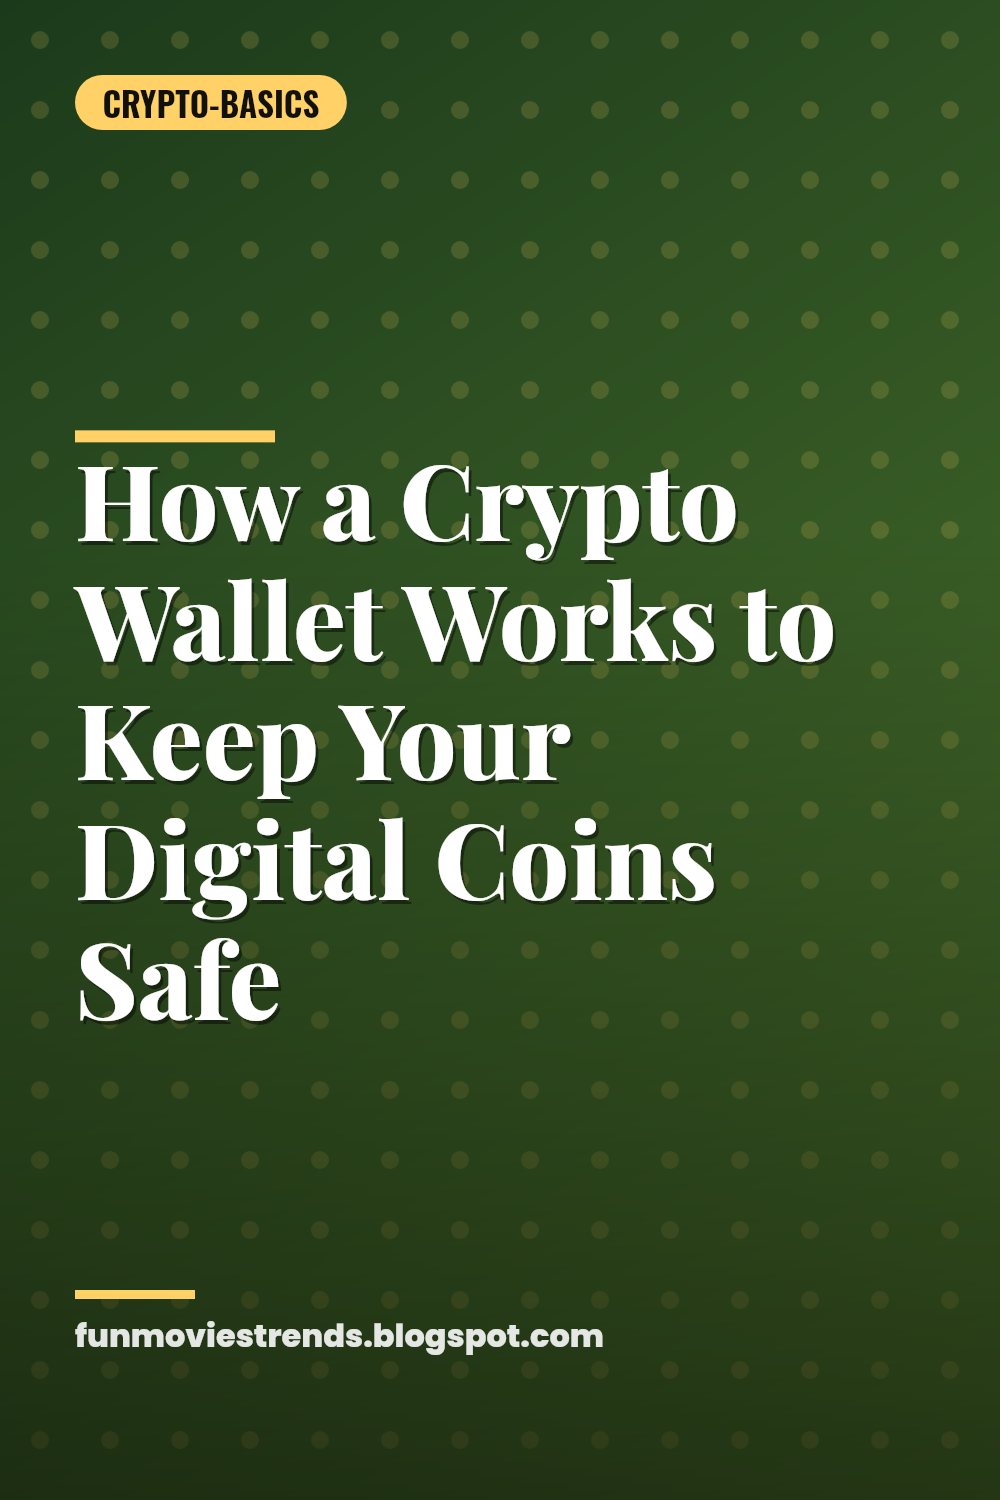 CRYPTO-BASICS
How a Crypto
Wallet Works to
Keep Your
Digital Coins
Safe
funmoviestrends.blogspot.com